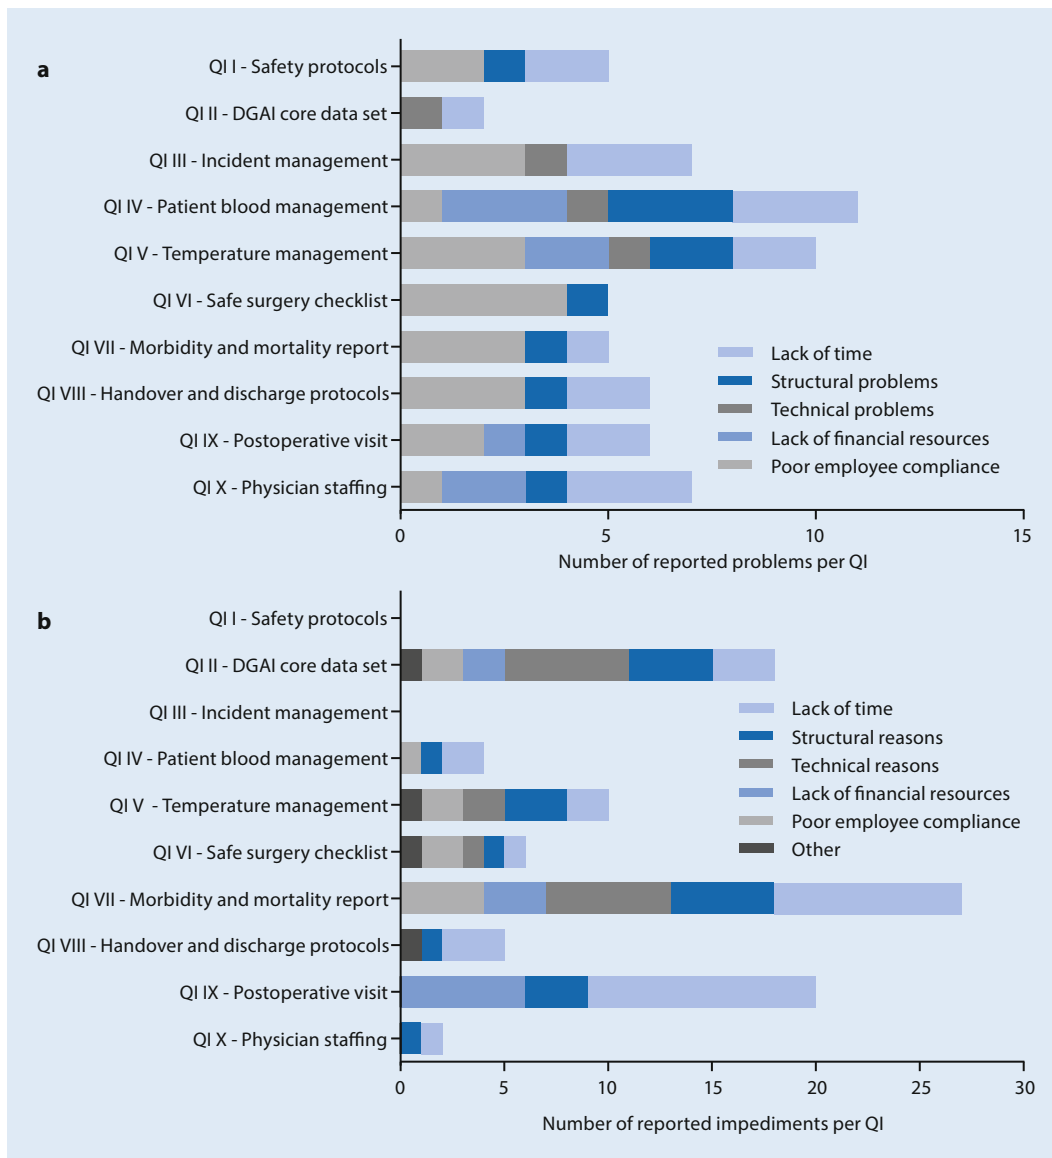 a
QI I - Safety protocols
QI II - DGAI core data set
QI III - Incident management
QI IV - Patient blood management
QI V - Temperature management
QI VI - Safe surgery checklist
QI VII - Morbidity and mortality report
QI VIII - Handover and discharge protocols
QI IX - Postoperative visit
QI X - Physician staffing
Lack of time
Structural problems
Technical problems
Lack of financial resources
Poor employee compliance
0 5 10 15
Number of reported problems per QI
b
QI I - Safety protocols
QI II - DGAI core data set
QI III - Incident management
QI IV - Patient blood management
QI V - Temperature management
QI VI - Safe surgery checklist
QI VII - Morbidity and mortality report
QI VIII - Handover and discharge protocols
QI IX - Postoperative visit
QI X - Physician staffing
Lack of time
Structural reasons
Technical reasons
Lack of financial resources
Poor employee compliance
Other
0 5 10 15 20 25 30
Number of reported impediments per QI